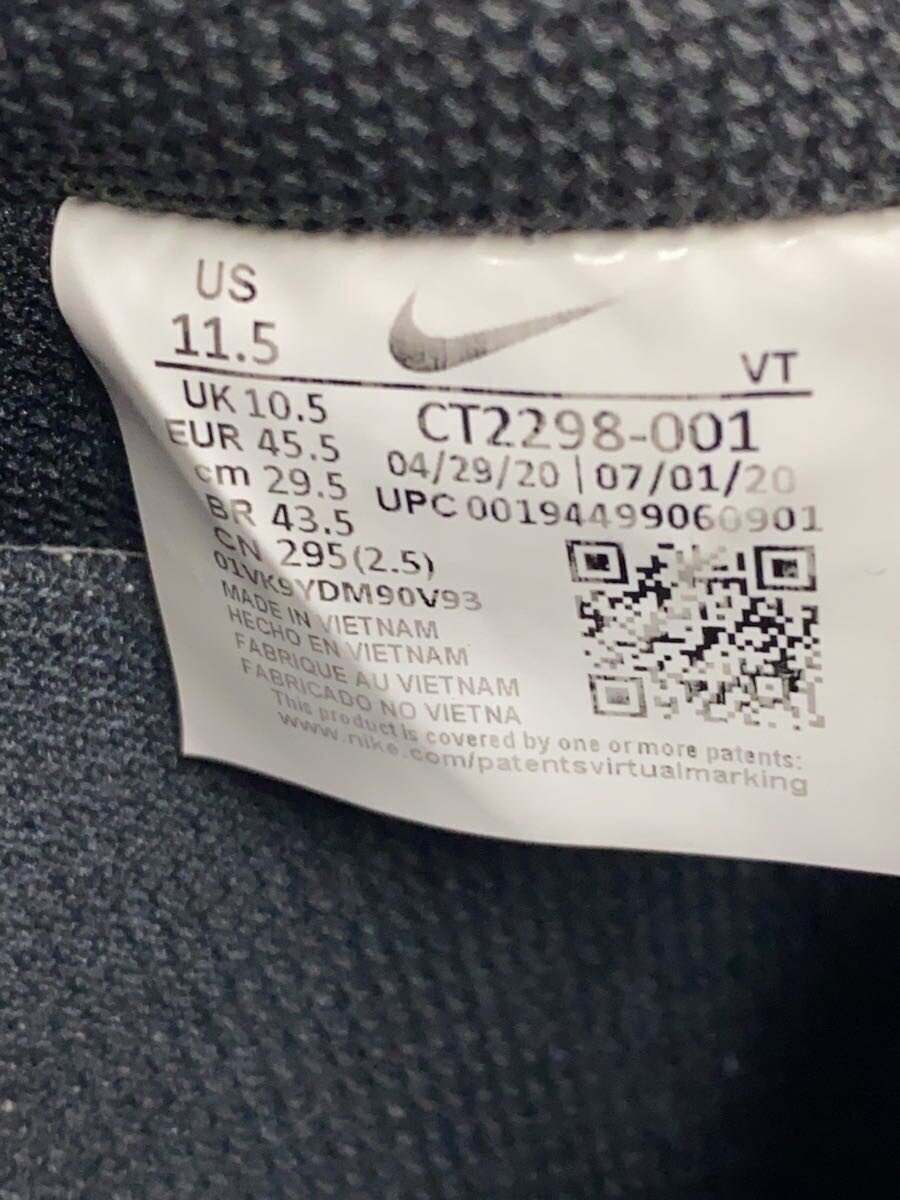 US
11.5
VT
UK 10.5
EUR 45.5
cm 29.5
BR 43.5
CN 295(2.5)
CT2298-001
04/29/20 | 07/01/20
UPC 00194499060901
01VK9YDM90V93
MADE IN VIETNAM
HECHO EN VIETNAM
FABRIQUE AU VIETNAM
FABRICADO NO VIETNA
This product is covered by one or more patents:
www.nike.com/patentsvirtualmarking